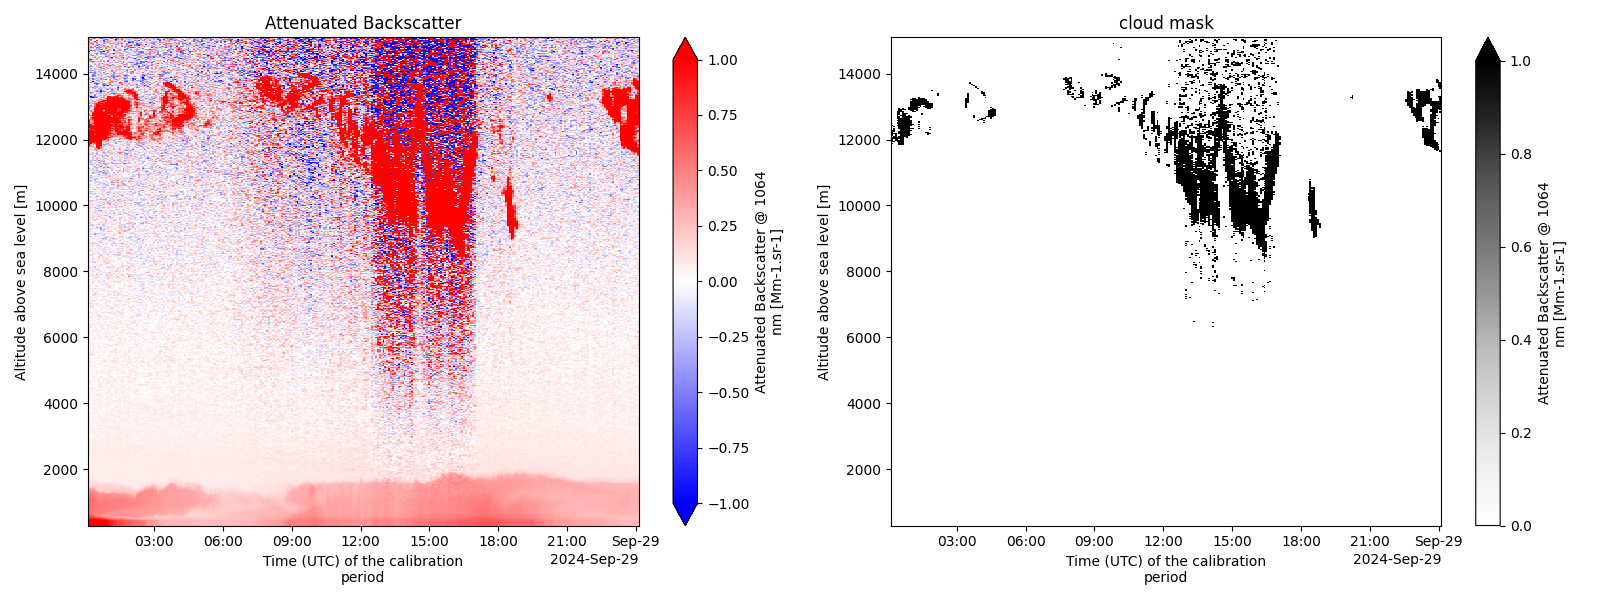 Attenuated Backscatter
14000
12000
10000
8000
6000
4000
2000
Altitude above sea level [m]
03:00 06:00 09:00 12:00 15:00 18:00 21:00 Sep-29
2024-Sep-29
Time (UTC) of the calibration
period
1.00
0.75
0.50
0.25
0.00
−0.25
−0.50
−0.75
−1.00
Attenuated Backscatter @ 1064
nm [Mm-1.sr-1]
cloud mask
14000
12000
10000
8000
6000
4000
2000
Altitude above sea level [m]
03:00 06:00 09:00 12:00 15:00 18:00 21:00 Sep-29
2024-Sep-29
Time (UTC) of the calibration
period
1.0
0.8
0.6
0.4
0.2
0.0
Attenuated Backscatter @ 1064
nm [Mm-1.sr-1]